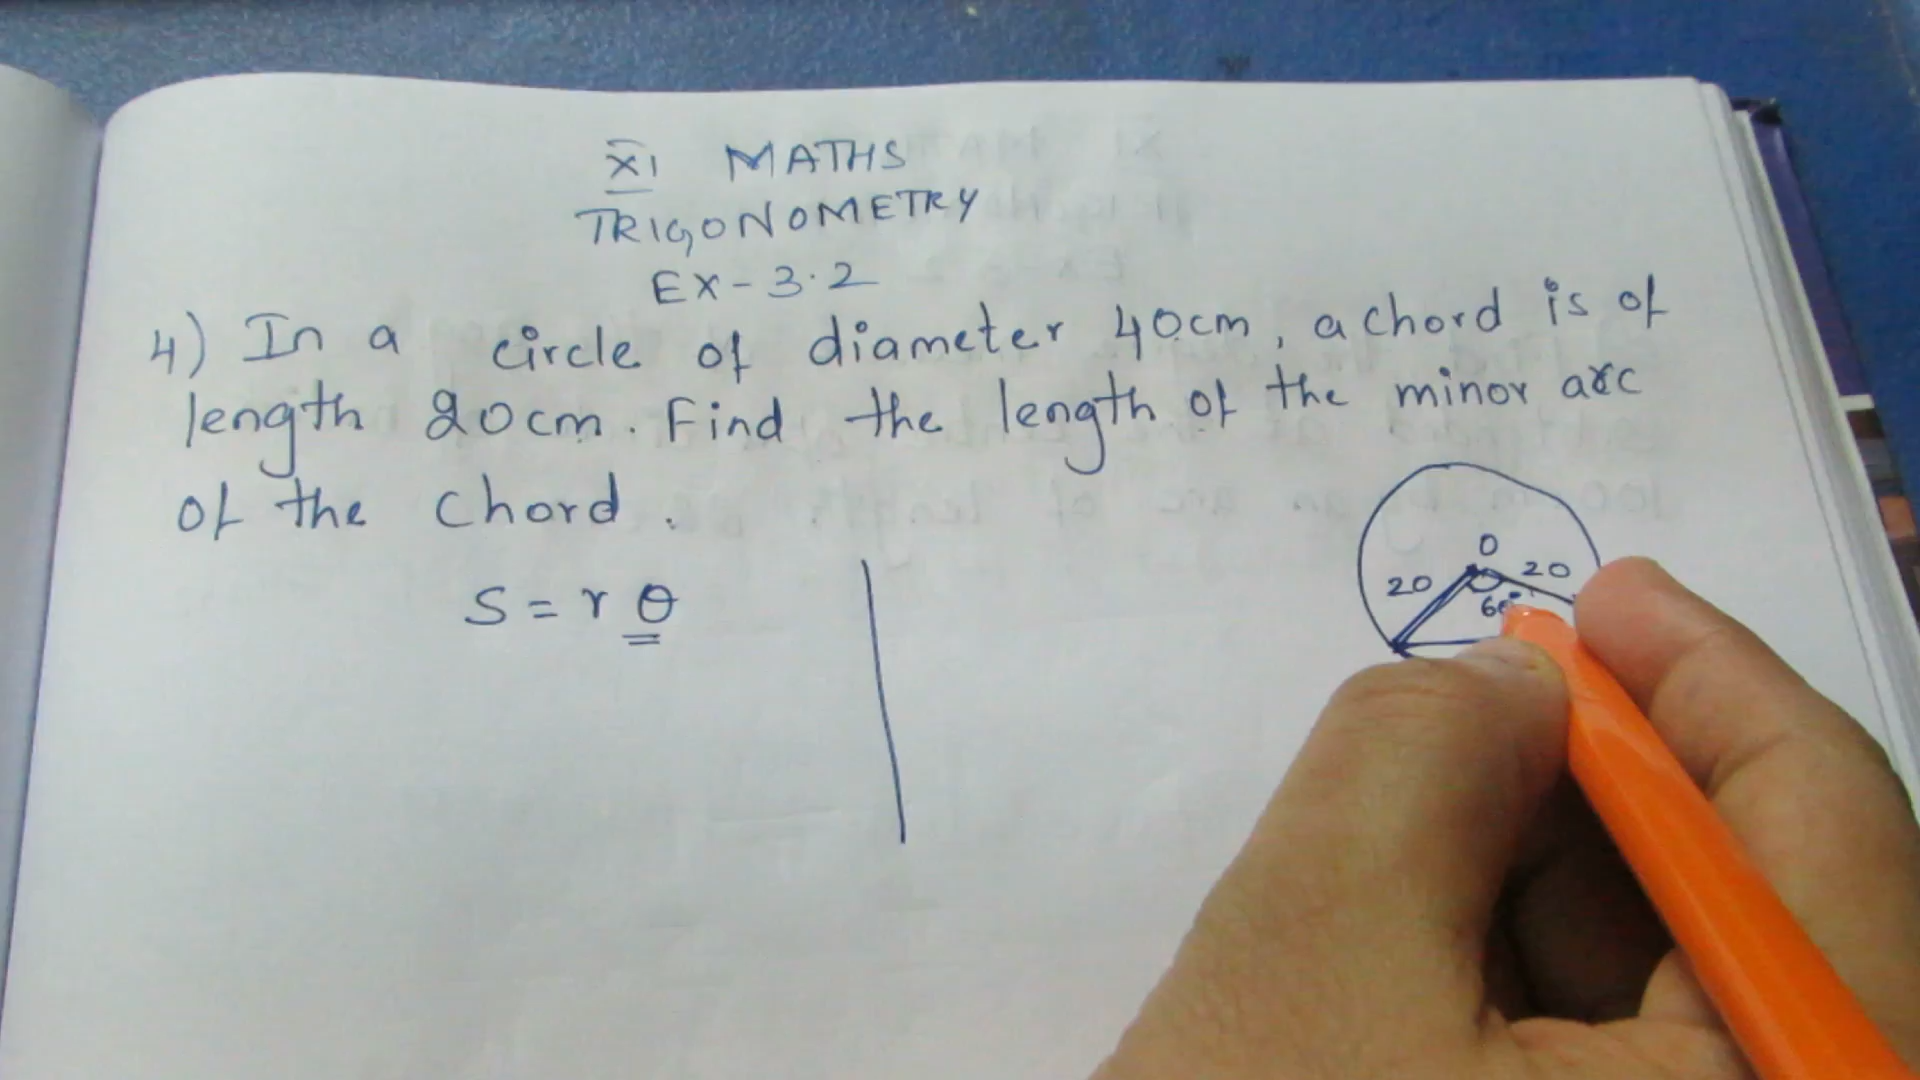 XI MATHS
TRIGONOMETRY
EX - 3.2
4) In a circle of diameter 40cm, a chord is of
length 20cm. Find the length of the minor arc
of the chord.
S = r θ
O
20 20
60°